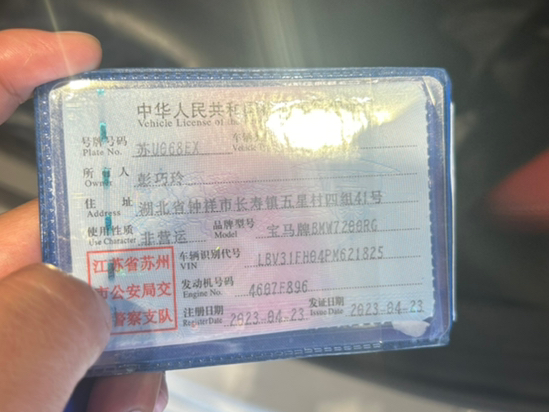 中华人民共和国
Vehicle License of the
号牌号码 苏U068EX 车辆
Plate No. Vehicle
所有人 彭巧玲
Owner
住址 湖北省钟祥市长寿镇五星村四组41号
Address
使用性质 非营运 品牌型号 宝马牌BMW7200RG
Use Character Model
车辆识别代号 LBV31FH04PK621825
VIN
发动机号码 4607F896
Engine No.
注册日期 2023-04-23 发证日期 2023-04-23
Register Date Issue Date
江苏省苏州
市公安局交
警察支队